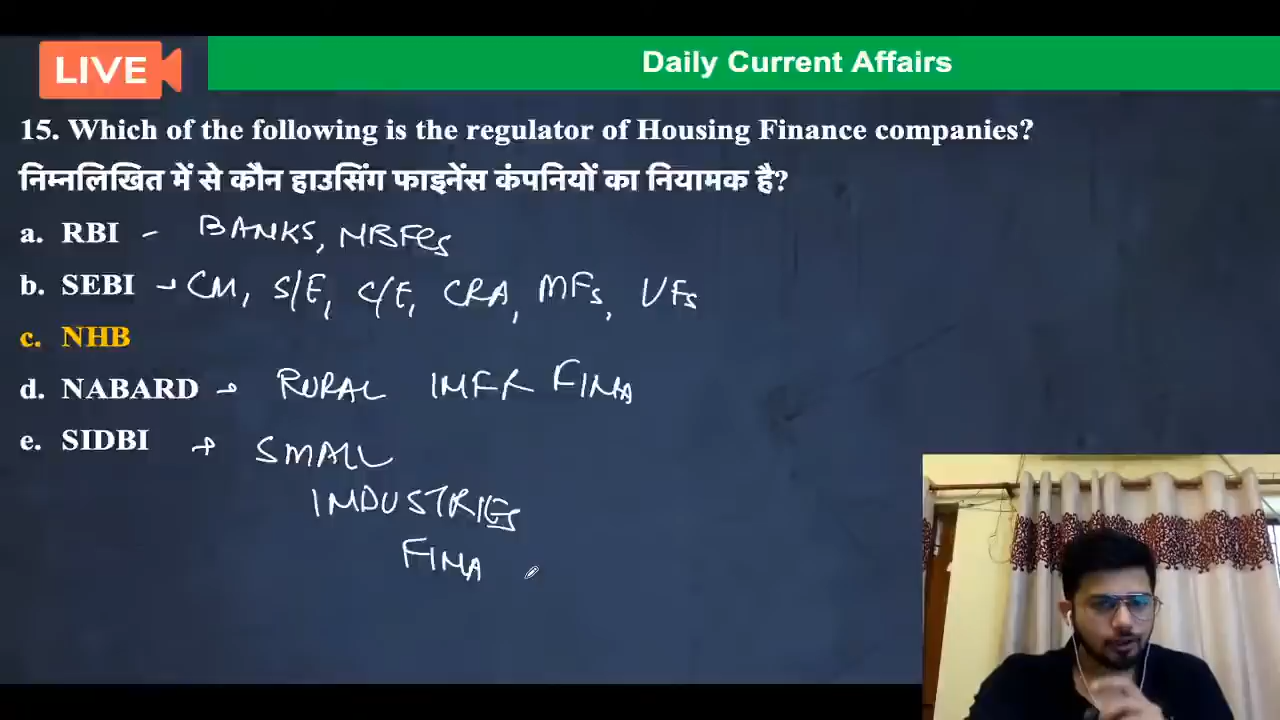 LIVE
Daily Current Affairs
15. Which of the following is the regulator of Housing Finance companies?
निम्नलिखित में से कौन हाउसिंग फाइनेंस कंपनियों का नियामक है?
a. RBI - BANKS, NBFCs
b. SEBI → CM, S/E, C/E, CRA, MFs, VFs
c. NHB
d. NABARD → RURAL INFR FINA
e. SIDBI → SMALL
INDUSTRIES
FINA